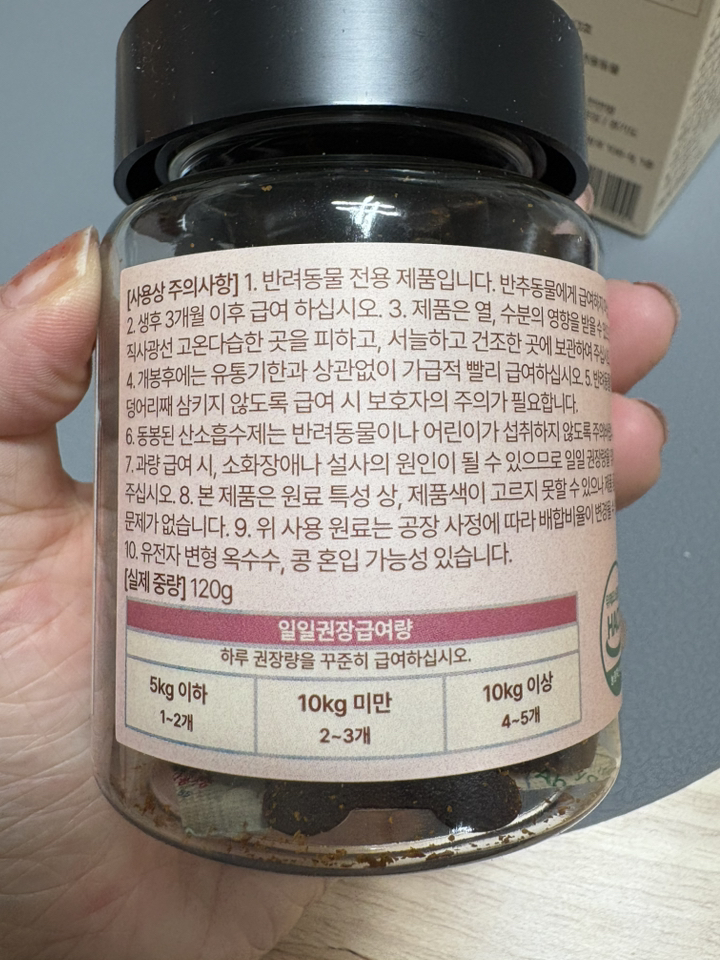 [사용상 주의사항] 1. 반려동물 전용 제품입니다. 반추동물에게 급여하지
2. 생후 3개월 이후 급여 하십시오. 3. 제품은 열, 수분의 영향을 받을 수
직사광선 고온다습한 곳을 피하고, 서늘하고 건조한 곳에 보관하여 주십시
4. 개봉후에는 유통기한과 상관없이 가급적 빨리 급여하십시오. 5. 반려동
덩어리째 삼키지 않도록 급여 시 보호자의 주의가 필요합니다.
6. 동봉된 산소흡수제는 반려동물이나 어린이가 섭취하지 않도록
7. 과량 급여 시, 소화장애나 설사의 원인이 될 수 있으므로 일일 권장량을
주십시오. 8. 본 제품은 원료 특성 상, 제품색이 고르지 못할 수 있으나
문제가 없습니다. 9. 위 사용 원료는 공장 사정에 따라 배합비율이 변경될
10. 유전자 변형 옥수수, 콩 혼입 가능성 있습니다.
[실제 중량] 120g
일일권장급여량
하루 권장량을 꾸준히 급여하십시오.
5kg 이하
1~2개
10kg 미만
2~3개
10kg 이상
4~5개